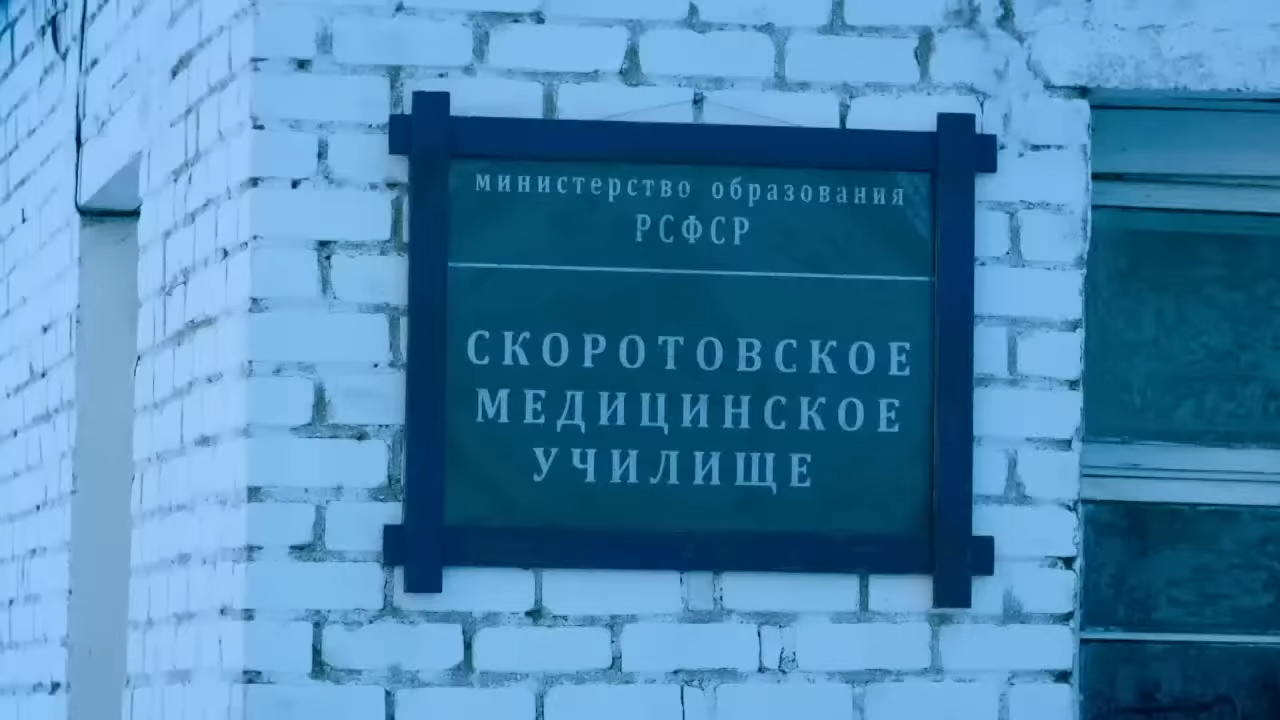 министерство образования
РСФСР
СКОРОТОВСКОЕ
МЕДИЦИНСКОЕ
УЧИЛИЩЕ